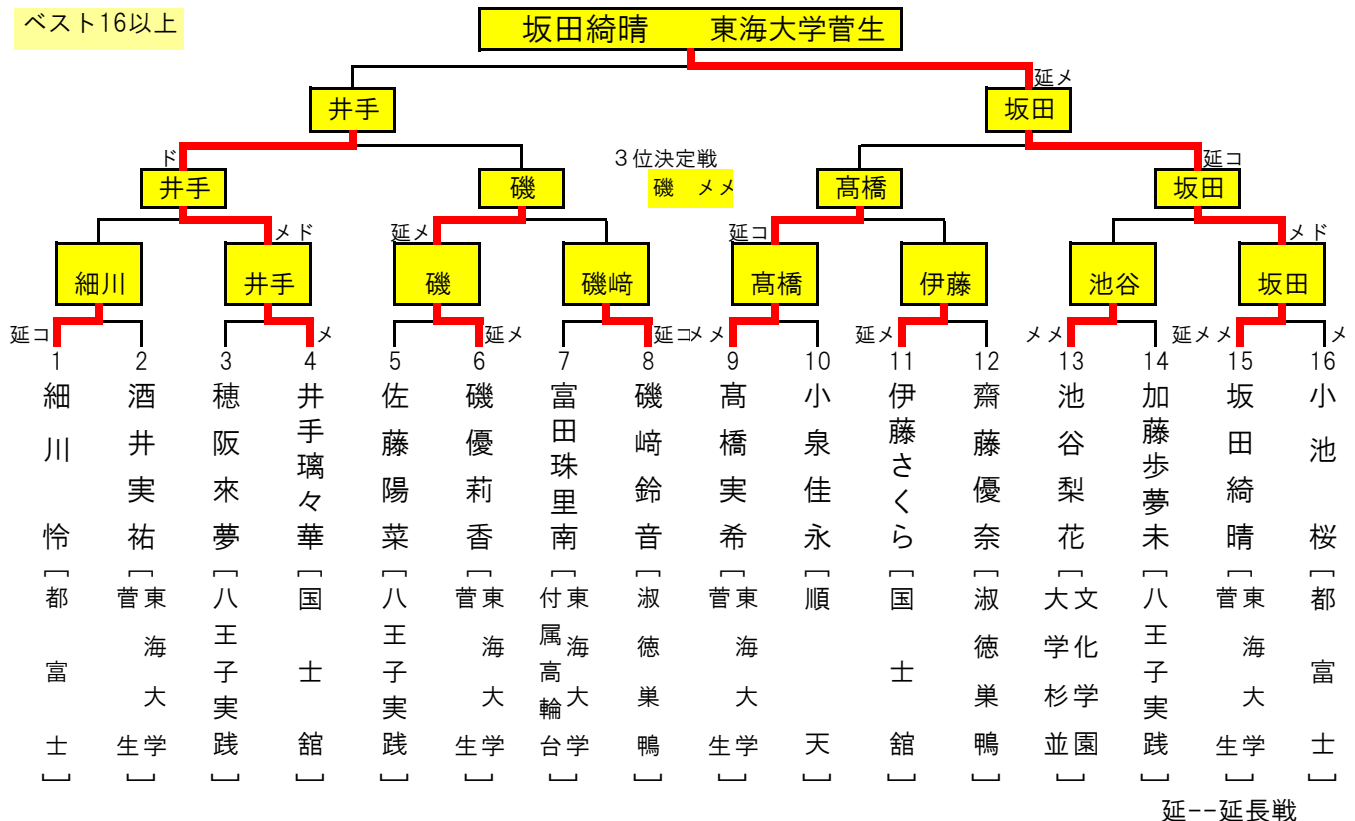 ベスト16以上
坂田綺晴 東海大学菅生
延メ
井手 坂田
ド 3位決定戦 延コ
井手 磯 磯 メメ 髙橋 坂田
メド 延メ 延コ メド
細川 井手 磯 磯﨑 髙橋 伊藤 池谷 坂田
延コ メ 延メ 延コ メメ 延メ メメ 延メメ メ
1 2 3 4 5 6 7 8 9 10 11 12 13 14 15 16
細川 怜 [都富士]
酒井実祐 [東海大学菅生]
穂阪來夢 [八王子実践]
井手璃々華 [国士舘]
佐藤陽菜 [八王子実践]
磯優莉香 [東海大学菅生]
富田珠里南 [東海大学付属高輪台]
磯﨑鈴音 [淑徳巣鴨]
髙橋実希 [東海大学菅生]
小泉佳永 [順天]
伊藤さくら [国士舘]
齋藤優奈 [淑徳巣鴨]
池谷梨花 [文化学園大学杉並]
加藤歩夢未 [八王子実践]
坂田綺晴 [東海大学菅生]
小池 桜 [都富士]
延--延長戦